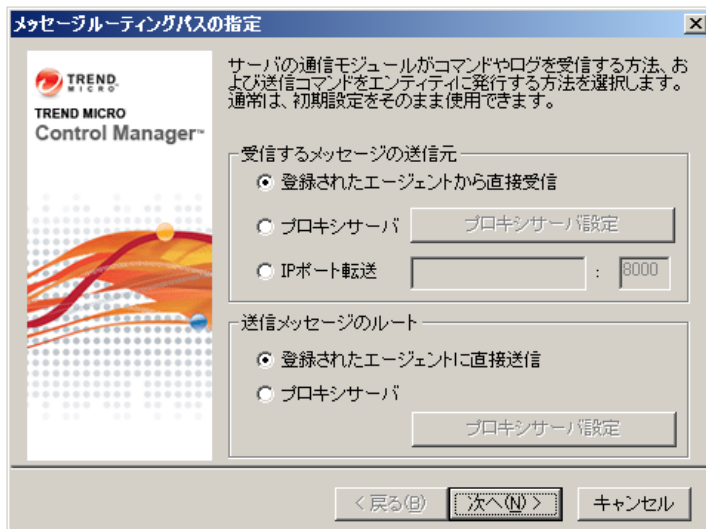 メッセージルーティングパスの指定
TREND
MICRO
TREND MICRO
Control Manager™
サーバの通信モジュールがコマンドやログを受信する方法、お
よび送信コマンドをエンティティに発行する方法を選択します。
通常は、初期設定をそのまま使用できます。
受信するメッセージの送信元
登録されたエージェントから直接受信
プロキシサーバ プロキシサーバ設定
IPポート転送 : 8000
送信メッセージのルート
登録されたエージェントに直接送信
プロキシサーバ
プロキシサーバ設定
< 戻る(B) 次へ(N) > キャンセル